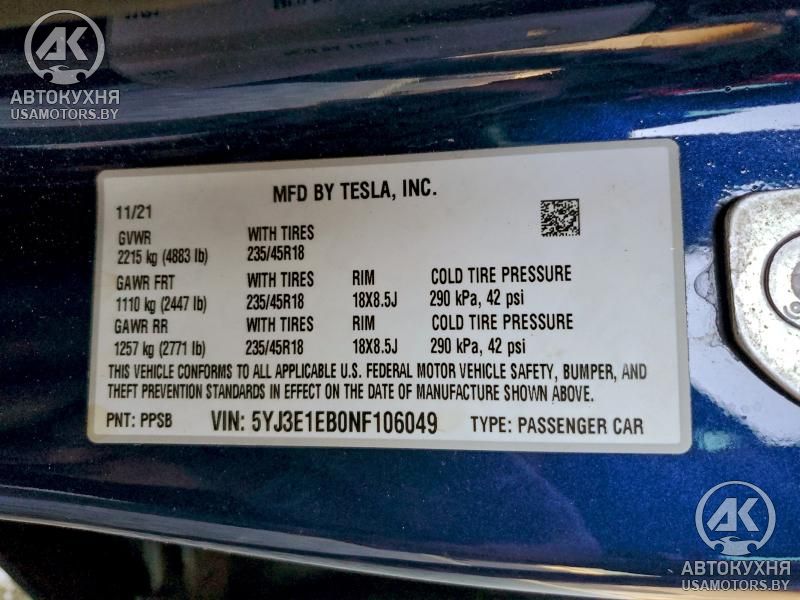 AK
АВТОКУХНЯ
USAMOTORS.BY
MFD BY TESLA, INC.
11/21
GVWR WITH TIRES
2215 kg (4883 lb) 235/45R18
GAWR FRT WITH TIRES RIM COLD TIRE PRESSURE
1110 kg (2447 lb) 235/45R18 18X8.5J 290 kPa, 42 psi
GAWR RR WITH TIRES RIM COLD TIRE PRESSURE
1257 kg (2771 lb) 235/45R18 18X8.5J 290 kPa, 42 psi
THIS VEHICLE CONFORMS TO ALL APPLICABLE U.S. FEDERAL MOTOR VEHICLE SAFETY, BUMPER, AND
THEFT PREVENTION STANDARDS IN EFFECT ON THE DATE OF MANUFACTURE SHOWN ABOVE.
PNT: PPSB VIN: 5YJ3E1EB0NF106049 TYPE: PASSENGER CAR
AK
АВТОКУХНЯ
USAMOTORS.BY